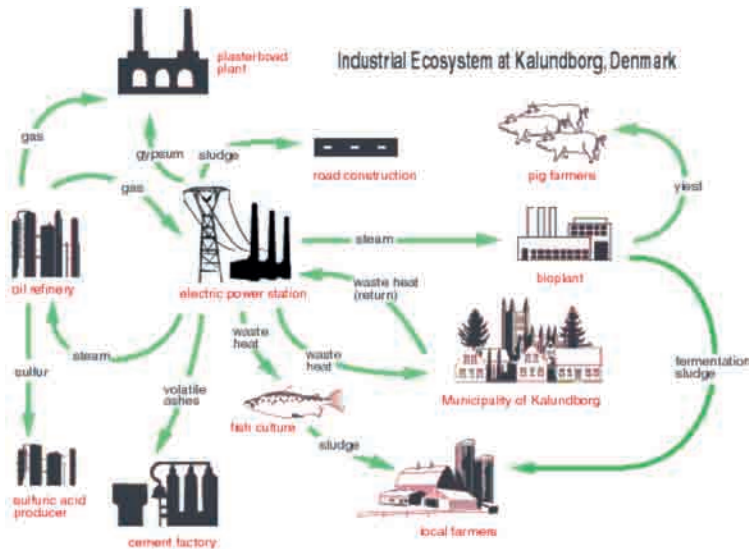 plasterboard
plant
Industrial Ecosystem at Kalundborg, Denmark
gas
gypsum
sludge
gas
road construction
pig farmers
yiest
oil refinery
electric power station
steam
bioplant
waste heat
(return)
steam
waste
heat
waste
heat
fermentation
sludge
sulfur
volatile
ashes
fish culture
Municipality of Kalundborg
sludge
sulfuric acid
producer
cement factory
local farmers